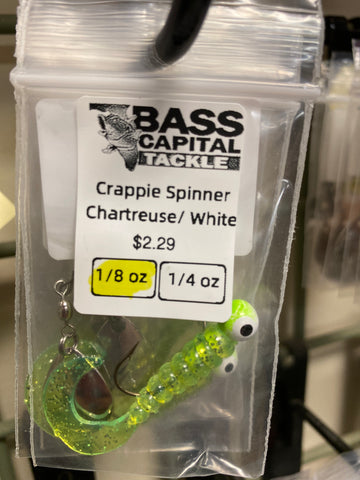 BASS
CAPITAL
TACKLE
Crappie Spinner
Chartreuse/ White
$2.29
1/8 oz
1/4 oz